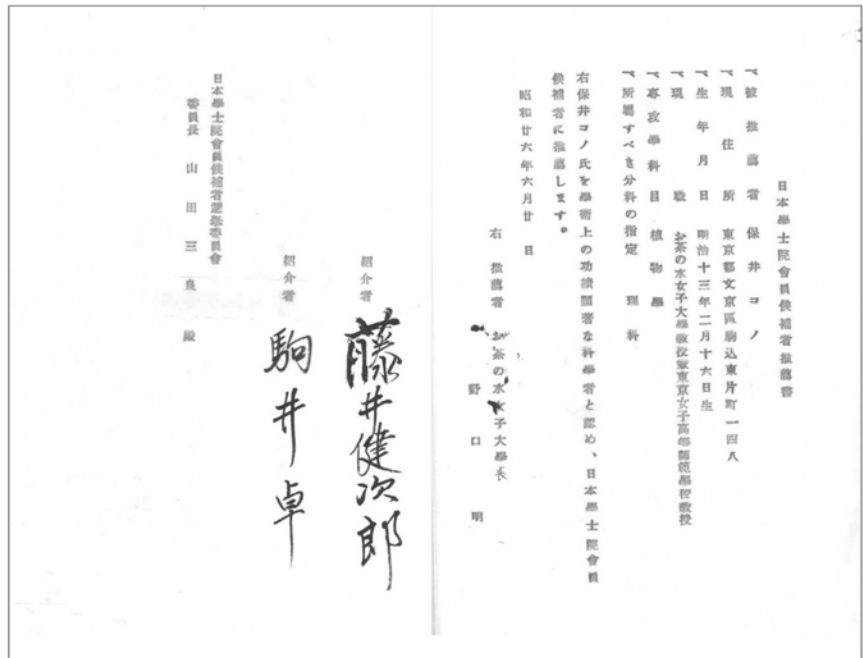 日本學士院會員候補者推薦書
一、被推薦者 保井コノ
一、現住所 東京都文京區駒込東片町一四八
一、生年月日 明治十三年二月十六日生
一、現職 お茶の水女子大學教授兼東京女子高等師範學校教授
一、專攻學科目 植物學
一、所屬すべき分科の指定 理科
右保井コノ氏を學術上の功績顯著な科學者と認め、日本學士院會員
候補者に推薦します。
昭和廿六年六月廿日
右推薦者 お茶の水女子大學長
野口明
紹介者 藤井健次郎
紹介者 駒井卓
日本學士院會員候補者選擧委員會
委員長 山田三良殿